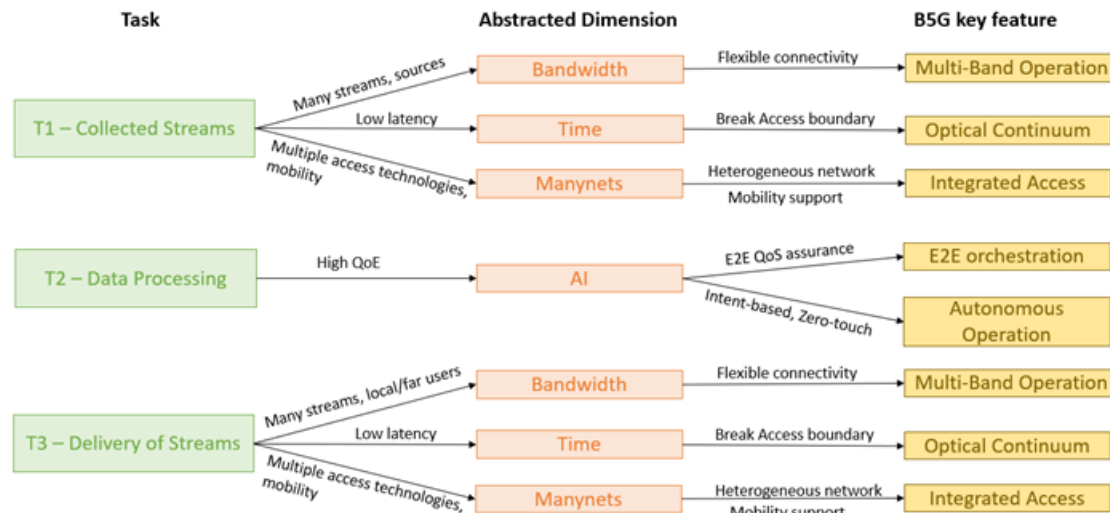 Task
Abstracted Dimension
B5G key feature
T1 – Collected Streams
Many streams, sources
Bandwidth
Flexible connectivity
Multi-Band Operation
Low latency
Time
Break Access boundary
Optical Continuum
Multiple access technologies,
mobility
Manynets
Heterogeneous network
Mobility support
Integrated Access
T2 – Data Processing
High QoE
AI
E2E QoS assurance
E2E orchestration
Intent-based, Zero-touch
Autonomous
Operation
T3 – Delivery of Streams
Many streams, local/far users
Bandwidth
Flexible connectivity
Multi-Band Operation
Low latency
Time
Break Access boundary
Optical Continuum
Multiple access technologies,
mobility
Manynets
Heterogeneous network
Mobility support
Integrated Access